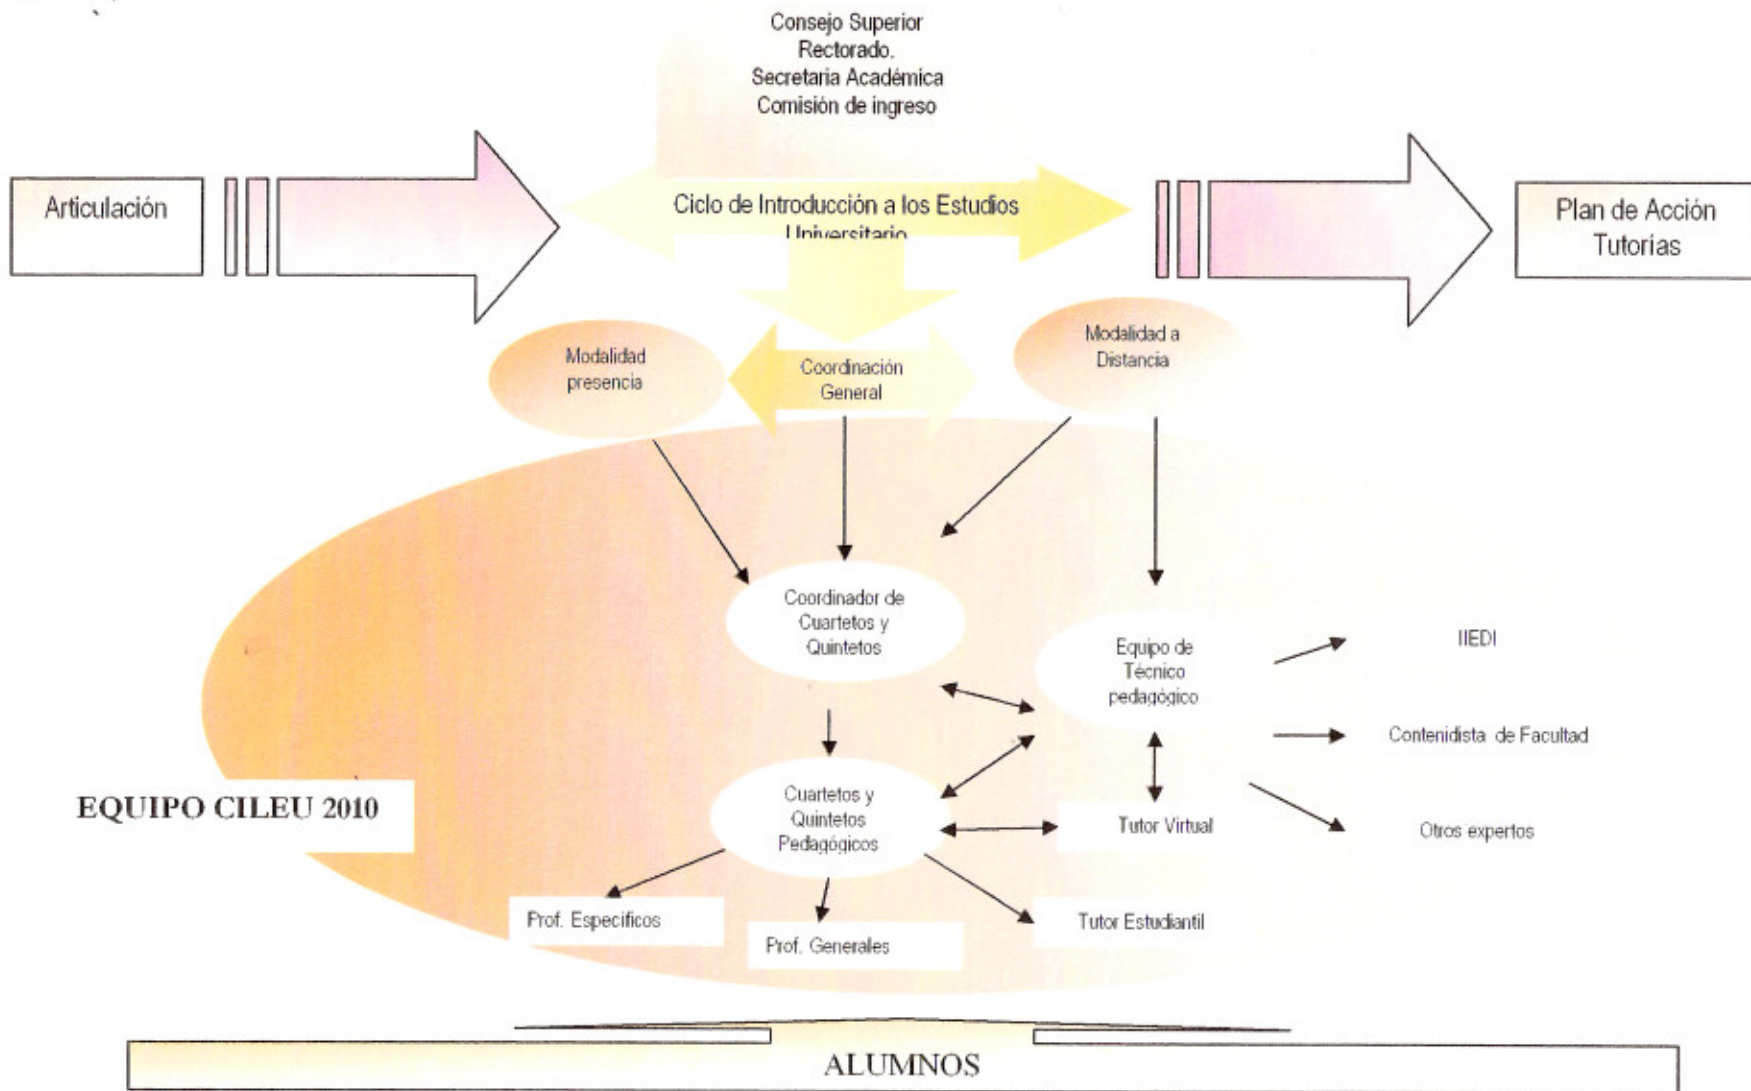 Consejo Superior
Rectorado.
Secretaria Académica
Comisión de ingreso
Articulación
Ciclo de Introducción a los Estudios
Universitario
Plan de Acción
Tutorías
Modalidad
presencia
Coordinación
General
Modalidad a
Distancia
Coordinador de
Cuartetos y
Quintetos
Equipo de
Técnico
pedagógico
IIEDI
Contenidista de Facultad
Otros expertos
EQUIPO CILEU 2010
Cuartetos y
Quintetos
Pedagógicos
Tutor Virtual
Prof. Especificos
Prof. Generales
Tutor Estudiantil
ALUMNOS